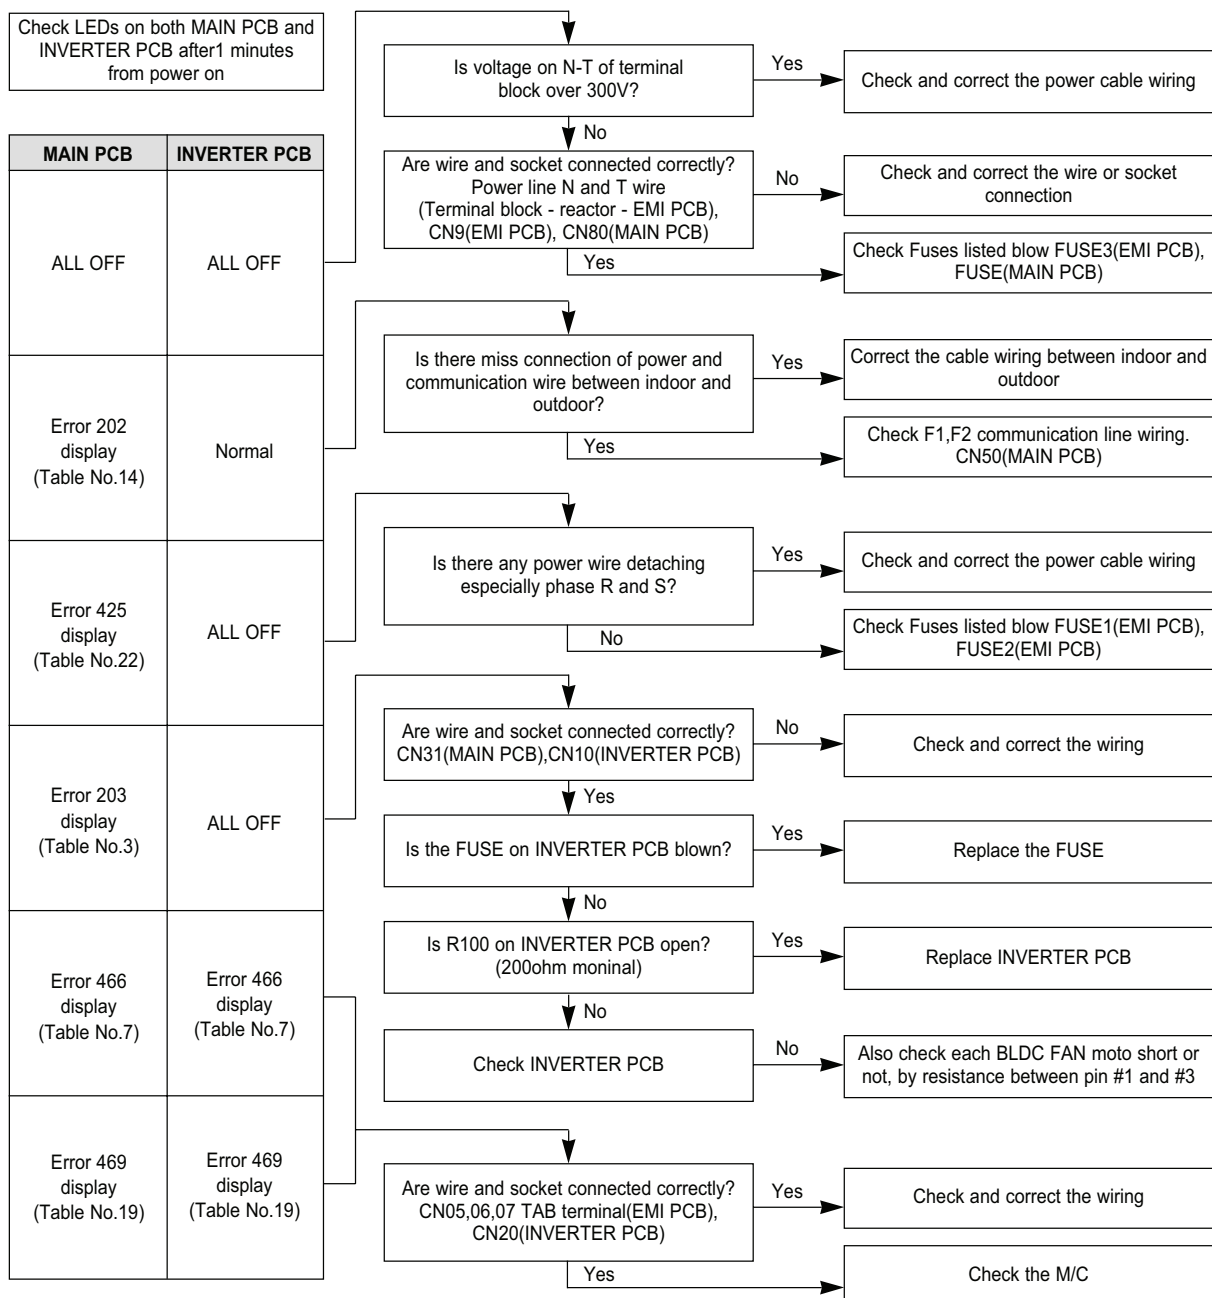 Check LEDs on both MAIN PCB and
INVERTER PCB after1 minutes
from power on
MAIN PCB
INVERTER PCB
ALL OFF
ALL OFF
Is voltage on N-T of terminal
block over 300V?
Yes
Check and correct the power cable wiring
No
Are wire and socket connected correctly?
Power line N and T wire
(Terminal block - reactor - EMI PCB),
CN9(EMI PCB), CN80(MAIN PCB)
No
Check and correct the wire or socket
connection
Yes
Check Fuses listed blow FUSE3(EMI PCB),
FUSE(MAIN PCB)
Error 202
display
(Table No.14)
Normal
Is there miss connection of power and
communication wire between indoor and
outdoor?
Yes
Correct the cable wiring between indoor and
outdoor
Yes
Check F1,F2 communication line wiring.
CN50(MAIN PCB)
Error 425
display
(Table No.22)
ALL OFF
Is there any power wire detaching
especially phase R and S?
Yes
Check and correct the power cable wiring
No
Check Fuses listed blow FUSE1(EMI PCB),
FUSE2(EMI PCB)
Error 203
display
(Table No.3)
ALL OFF
Are wire and socket connected correctly?
CN31(MAIN PCB),CN10(INVERTER PCB)
No
Check and correct the wiring
Yes
Is the FUSE on INVERTER PCB blown?
Yes
Replace the FUSE
No
Is R100 on INVERTER PCB open?
(200ohm moninal)
Yes
Replace INVERTER PCB
No
Check INVERTER PCB
No
Also check each BLDC FAN moto short or
not, by resistance between pin #1 and #3
Error 466
display
(Table No.7)
Error 466
display
(Table No.7)
Error 469
display
(Table No.19)
Error 469
display
(Table No.19)
Are wire and socket connected correctly?
CN05,06,07 TAB terminal(EMI PCB),
CN20(INVERTER PCB)
Yes
Check and correct the wiring
Yes
Check the M/C